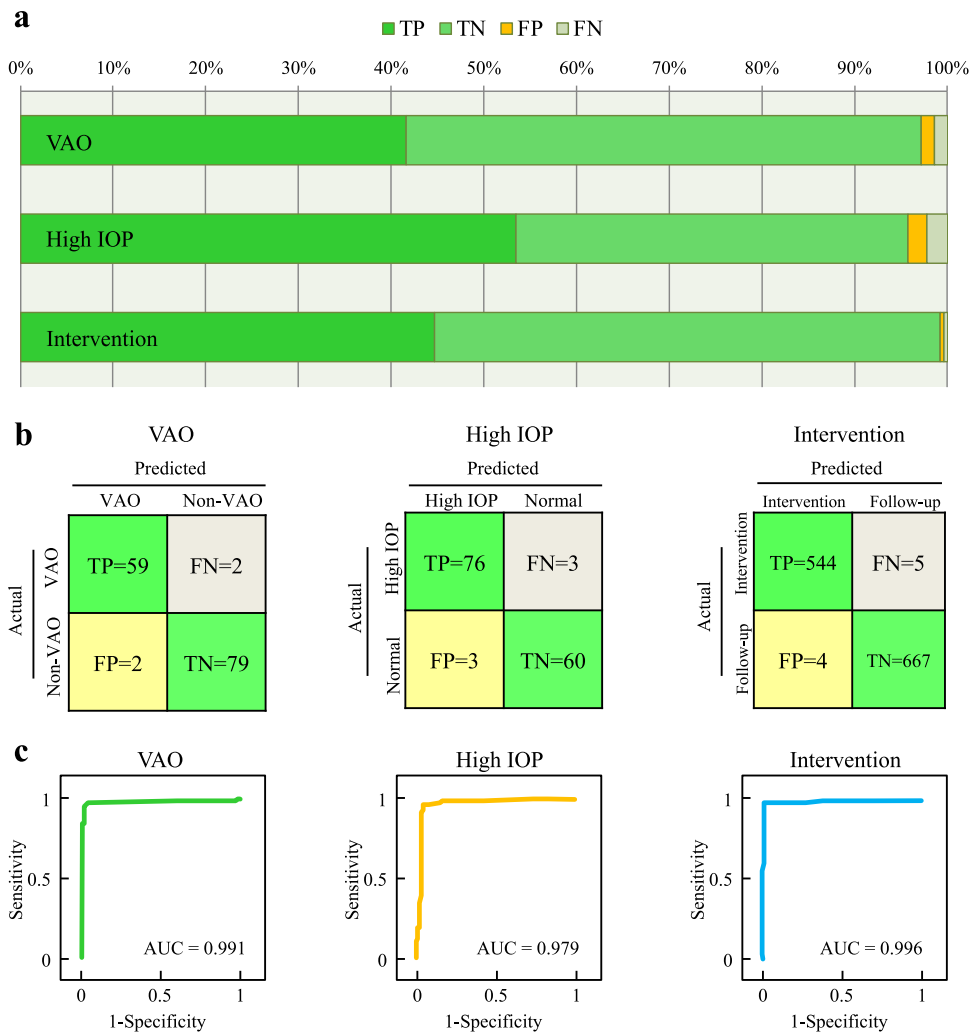 a
TP TN FP FN
0% 10% 20% 30% 40% 50% 60% 70% 80% 90% 100%
VAO
High IOP
Intervention
b
VAO High IOP Intervention
Predicted Predicted Predicted
VAO Non-VAO High IOP Normal Intervention Follow-up
Actual VAO TP=59 FN=2 Actual High IOP TP=76 FN=3 Actual Intervention TP=544 FN=5
Non-VAO FP=2 TN=79 Normal FP=3 TN=60 Follow-up FP=4 TN=667
c
VAO High IOP Intervention
1 1 1
Sensitivity 0.5 Sensitivity 0.5 Sensitivity 0.5
AUC = 0.991 AUC = 0.979 AUC = 0.996
0 0 0
0 0.5 1 0 0.5 1 0 0.5 1
1-Specificity 1-Specificity 1-Specificity